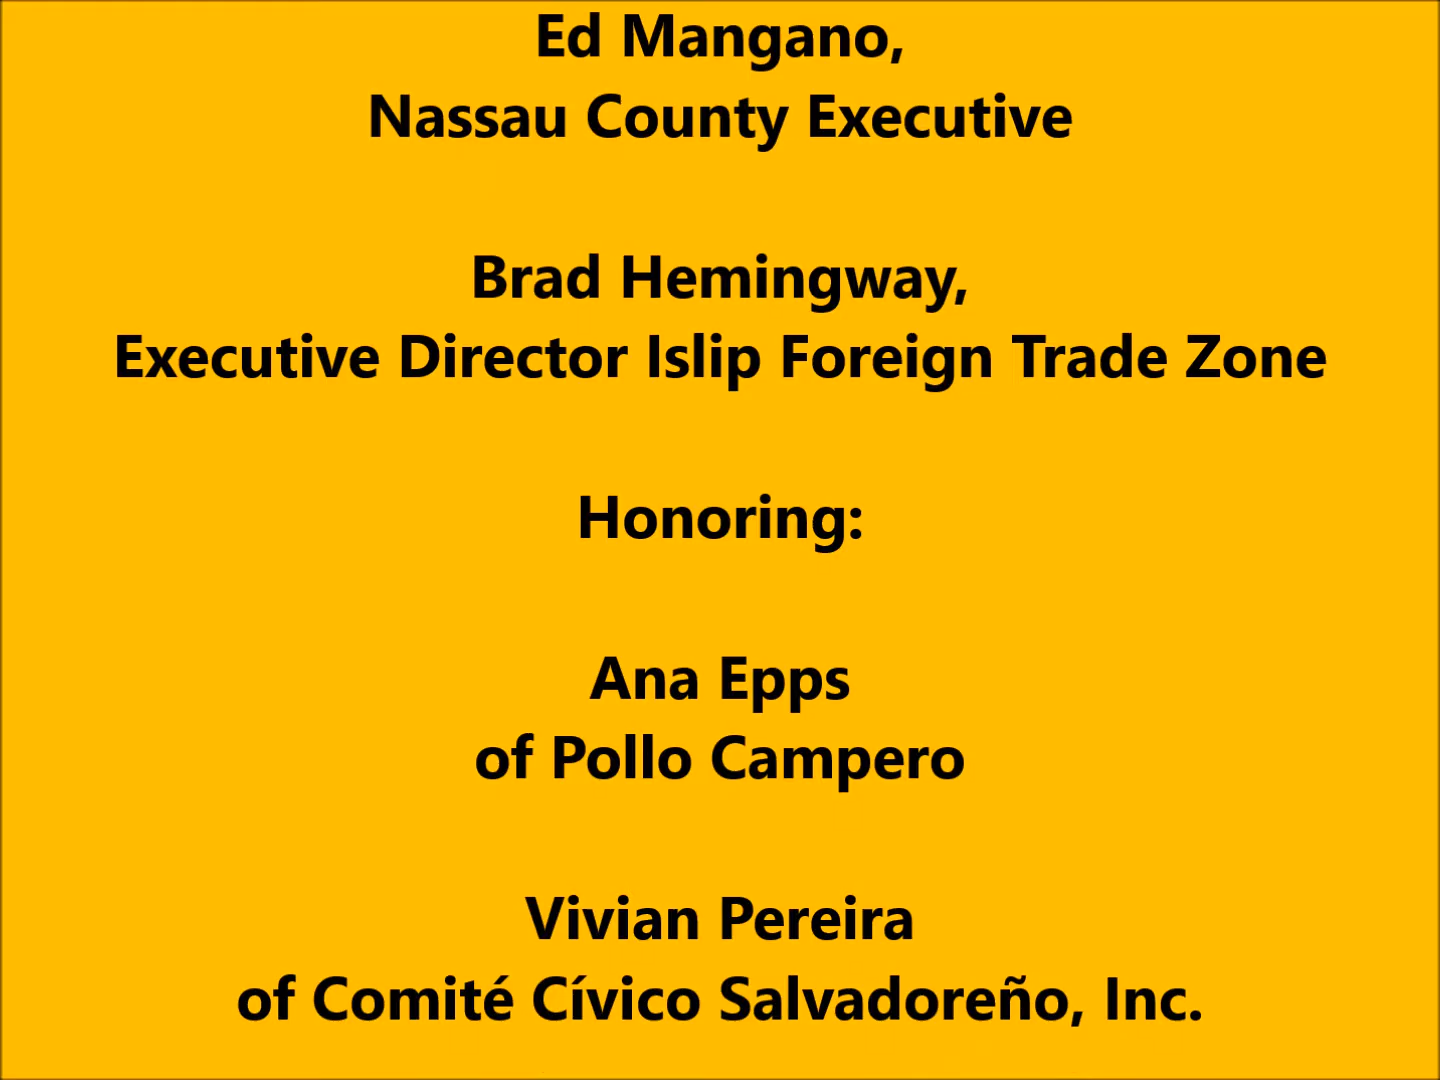 Ed Mangano,
Nassau County Executive
Brad Hemingway,
Executive Director Islip Foreign Trade Zone
Honoring:
Ana Epps
of Pollo Campero
Vivian Pereira
of Comité Cívico Salvadoreño, Inc.